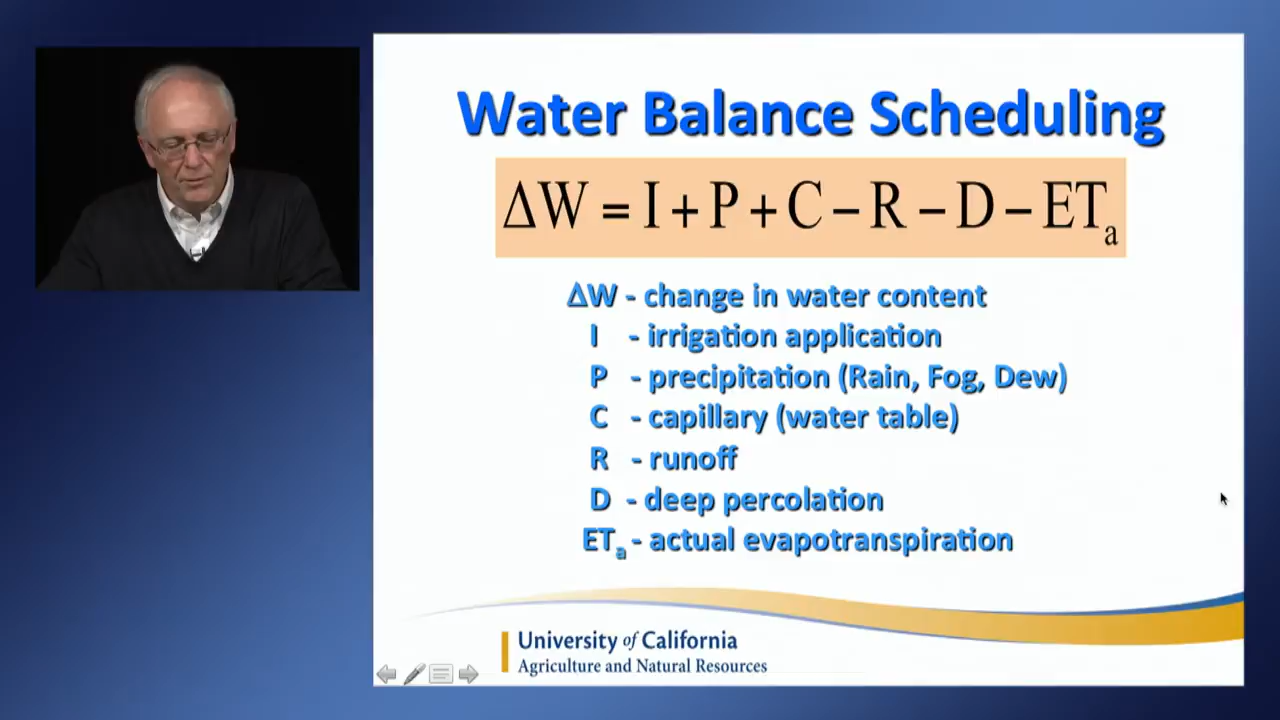 Water Balance Scheduling
ΔW = I + P + C − R − D − ETa
ΔW - change in water content
I - irrigation application
P - precipitation (Rain, Fog, Dew)
C - capillary (water table)
R - runoff
D - deep percolation
ETa - actual evapotranspiration
University of California
Agriculture and Natural Resources